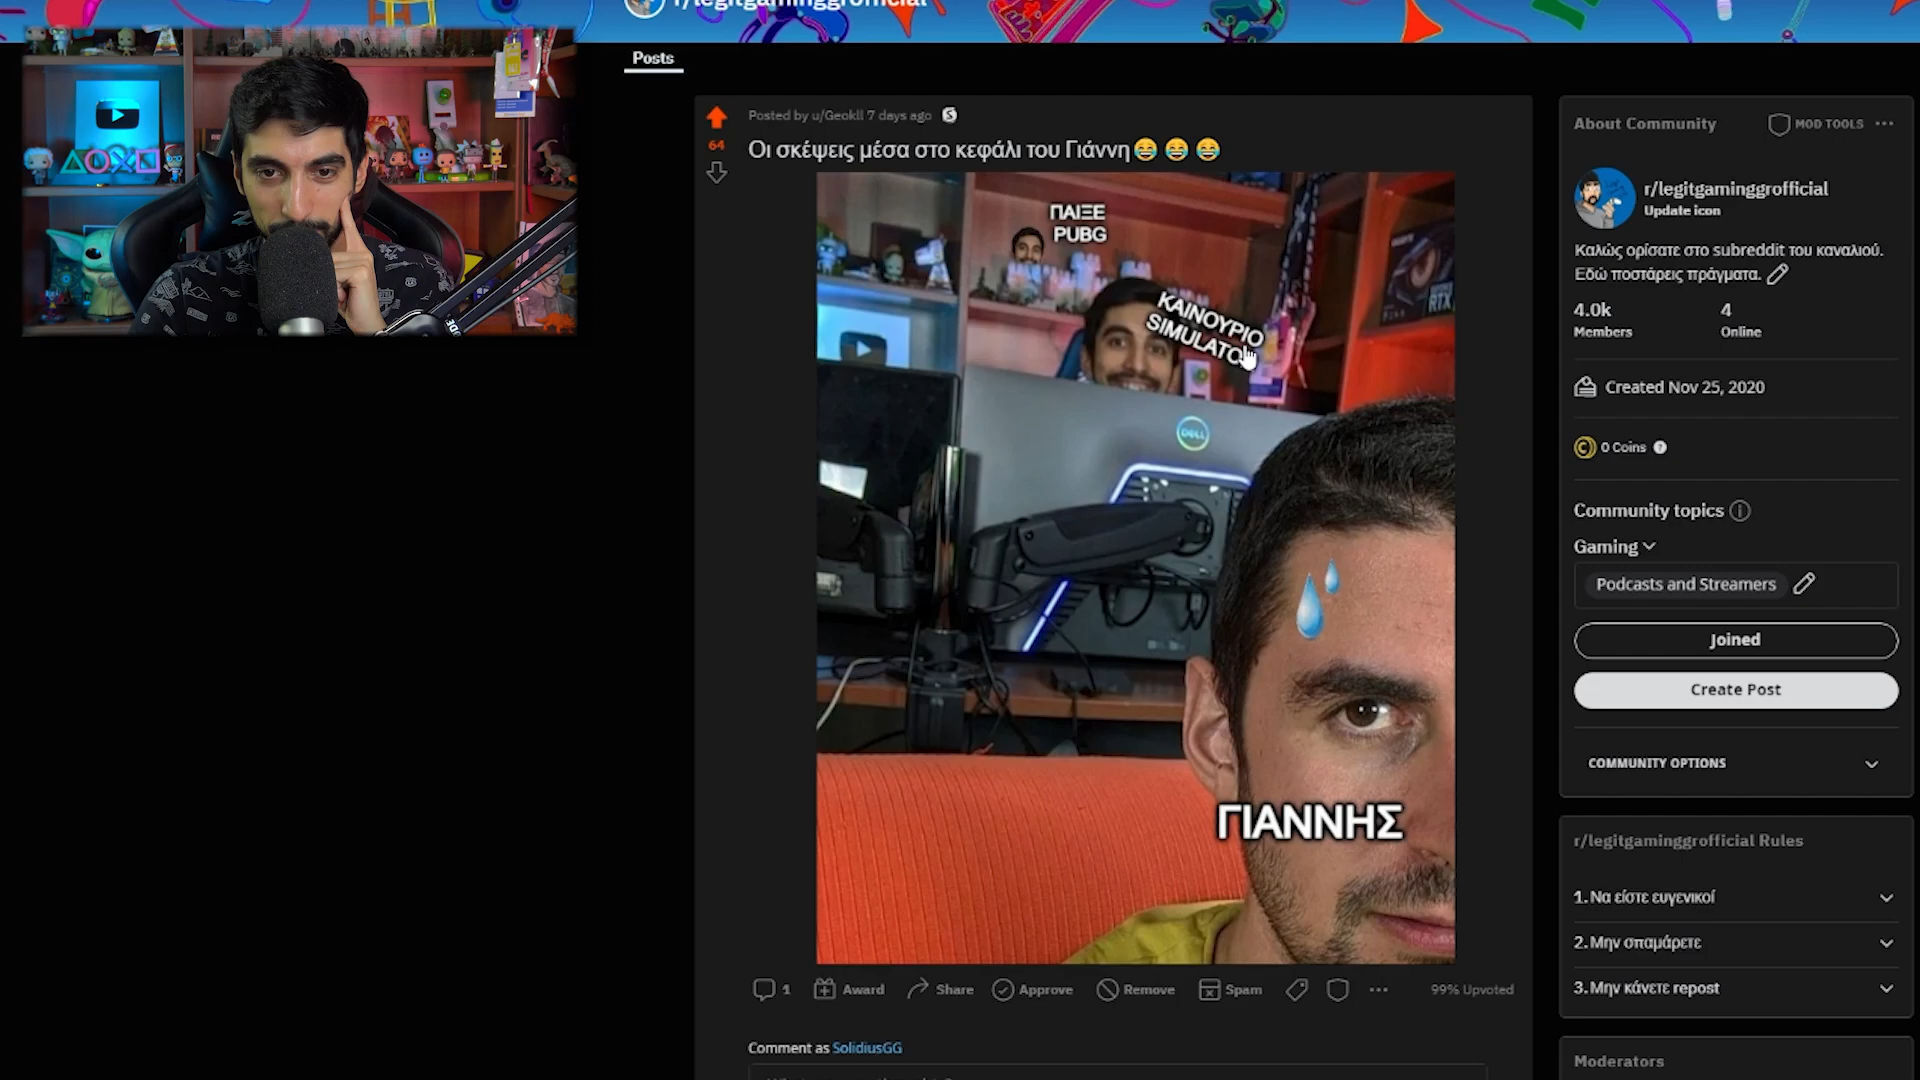 r/legitgaminggrofficial
Posts
Posted by u/Geokll 7 days ago
64
Οι σκέψεις μέσα στο κεφάλι του Γιάννη😂 😂 😂
ΠΑΙΞΕ
PUBG
ΚΑΙΝΟΥΡΙΟ
SIMULATO
DELL
ΓΙΑΝΝΗΣ
1
Award
Share
Approve
Remove
Spam
99% Upvoted
Comment as SolidiusGG
About Community
MOD TOOLS
r/legitgaminggrofficial
Update icon
Καλώς ορίσατε στο subreddit του καναλιού.
Εδώ ποστάρεις πράγματα.
4.0k
4
Members
Online
Created Nov 25, 2020
0 Coins
Community topics
Gaming
Podcasts and Streamers
Joined
Create Post
COMMUNITY OPTIONS
r/legitgaminggrofficial Rules
1. Να είστε ευγενικοί
2. Μην σπαμάρετε
3. Μην κάνετε repost
Moderators